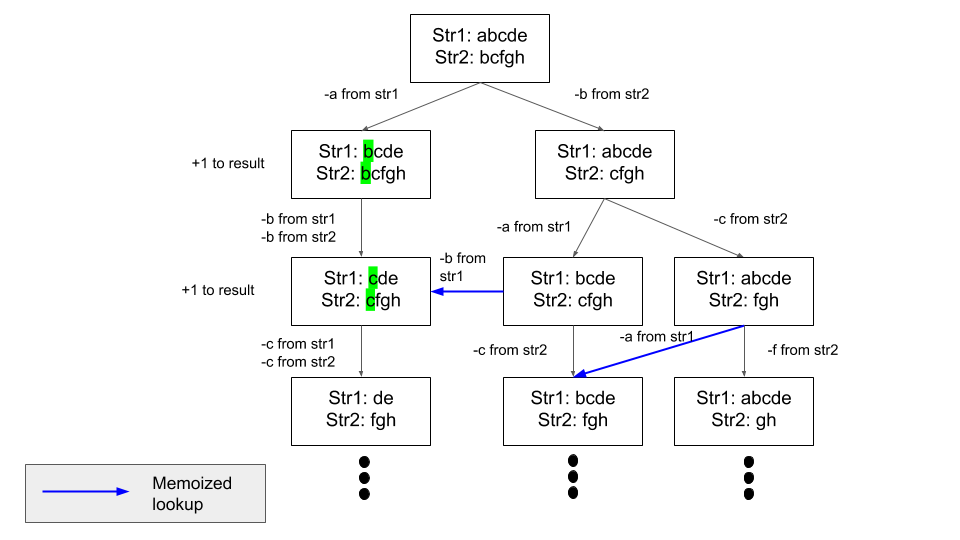 Str1: abcde
Str2: bcfgh
-a from str1
-b from str2
+1 to result
Str1: bcde
Str2: bcfgh
Str1: abcde
Str2: cfgh
-b from str1
-b from str2
-a from str1
-c from str2
+1 to result
Str1: cde
Str2: cfgh
-b from
str1
Str1: bcde
Str2: cfgh
Str1: abcde
Str2: fgh
-c from str1
-c from str2
-c from str2
-a from str1
-f from str2
Str1: de
Str2: fgh
Str1: bcde
Str2: fgh
Str1: abcde
Str2: gh
Memoized
lookup